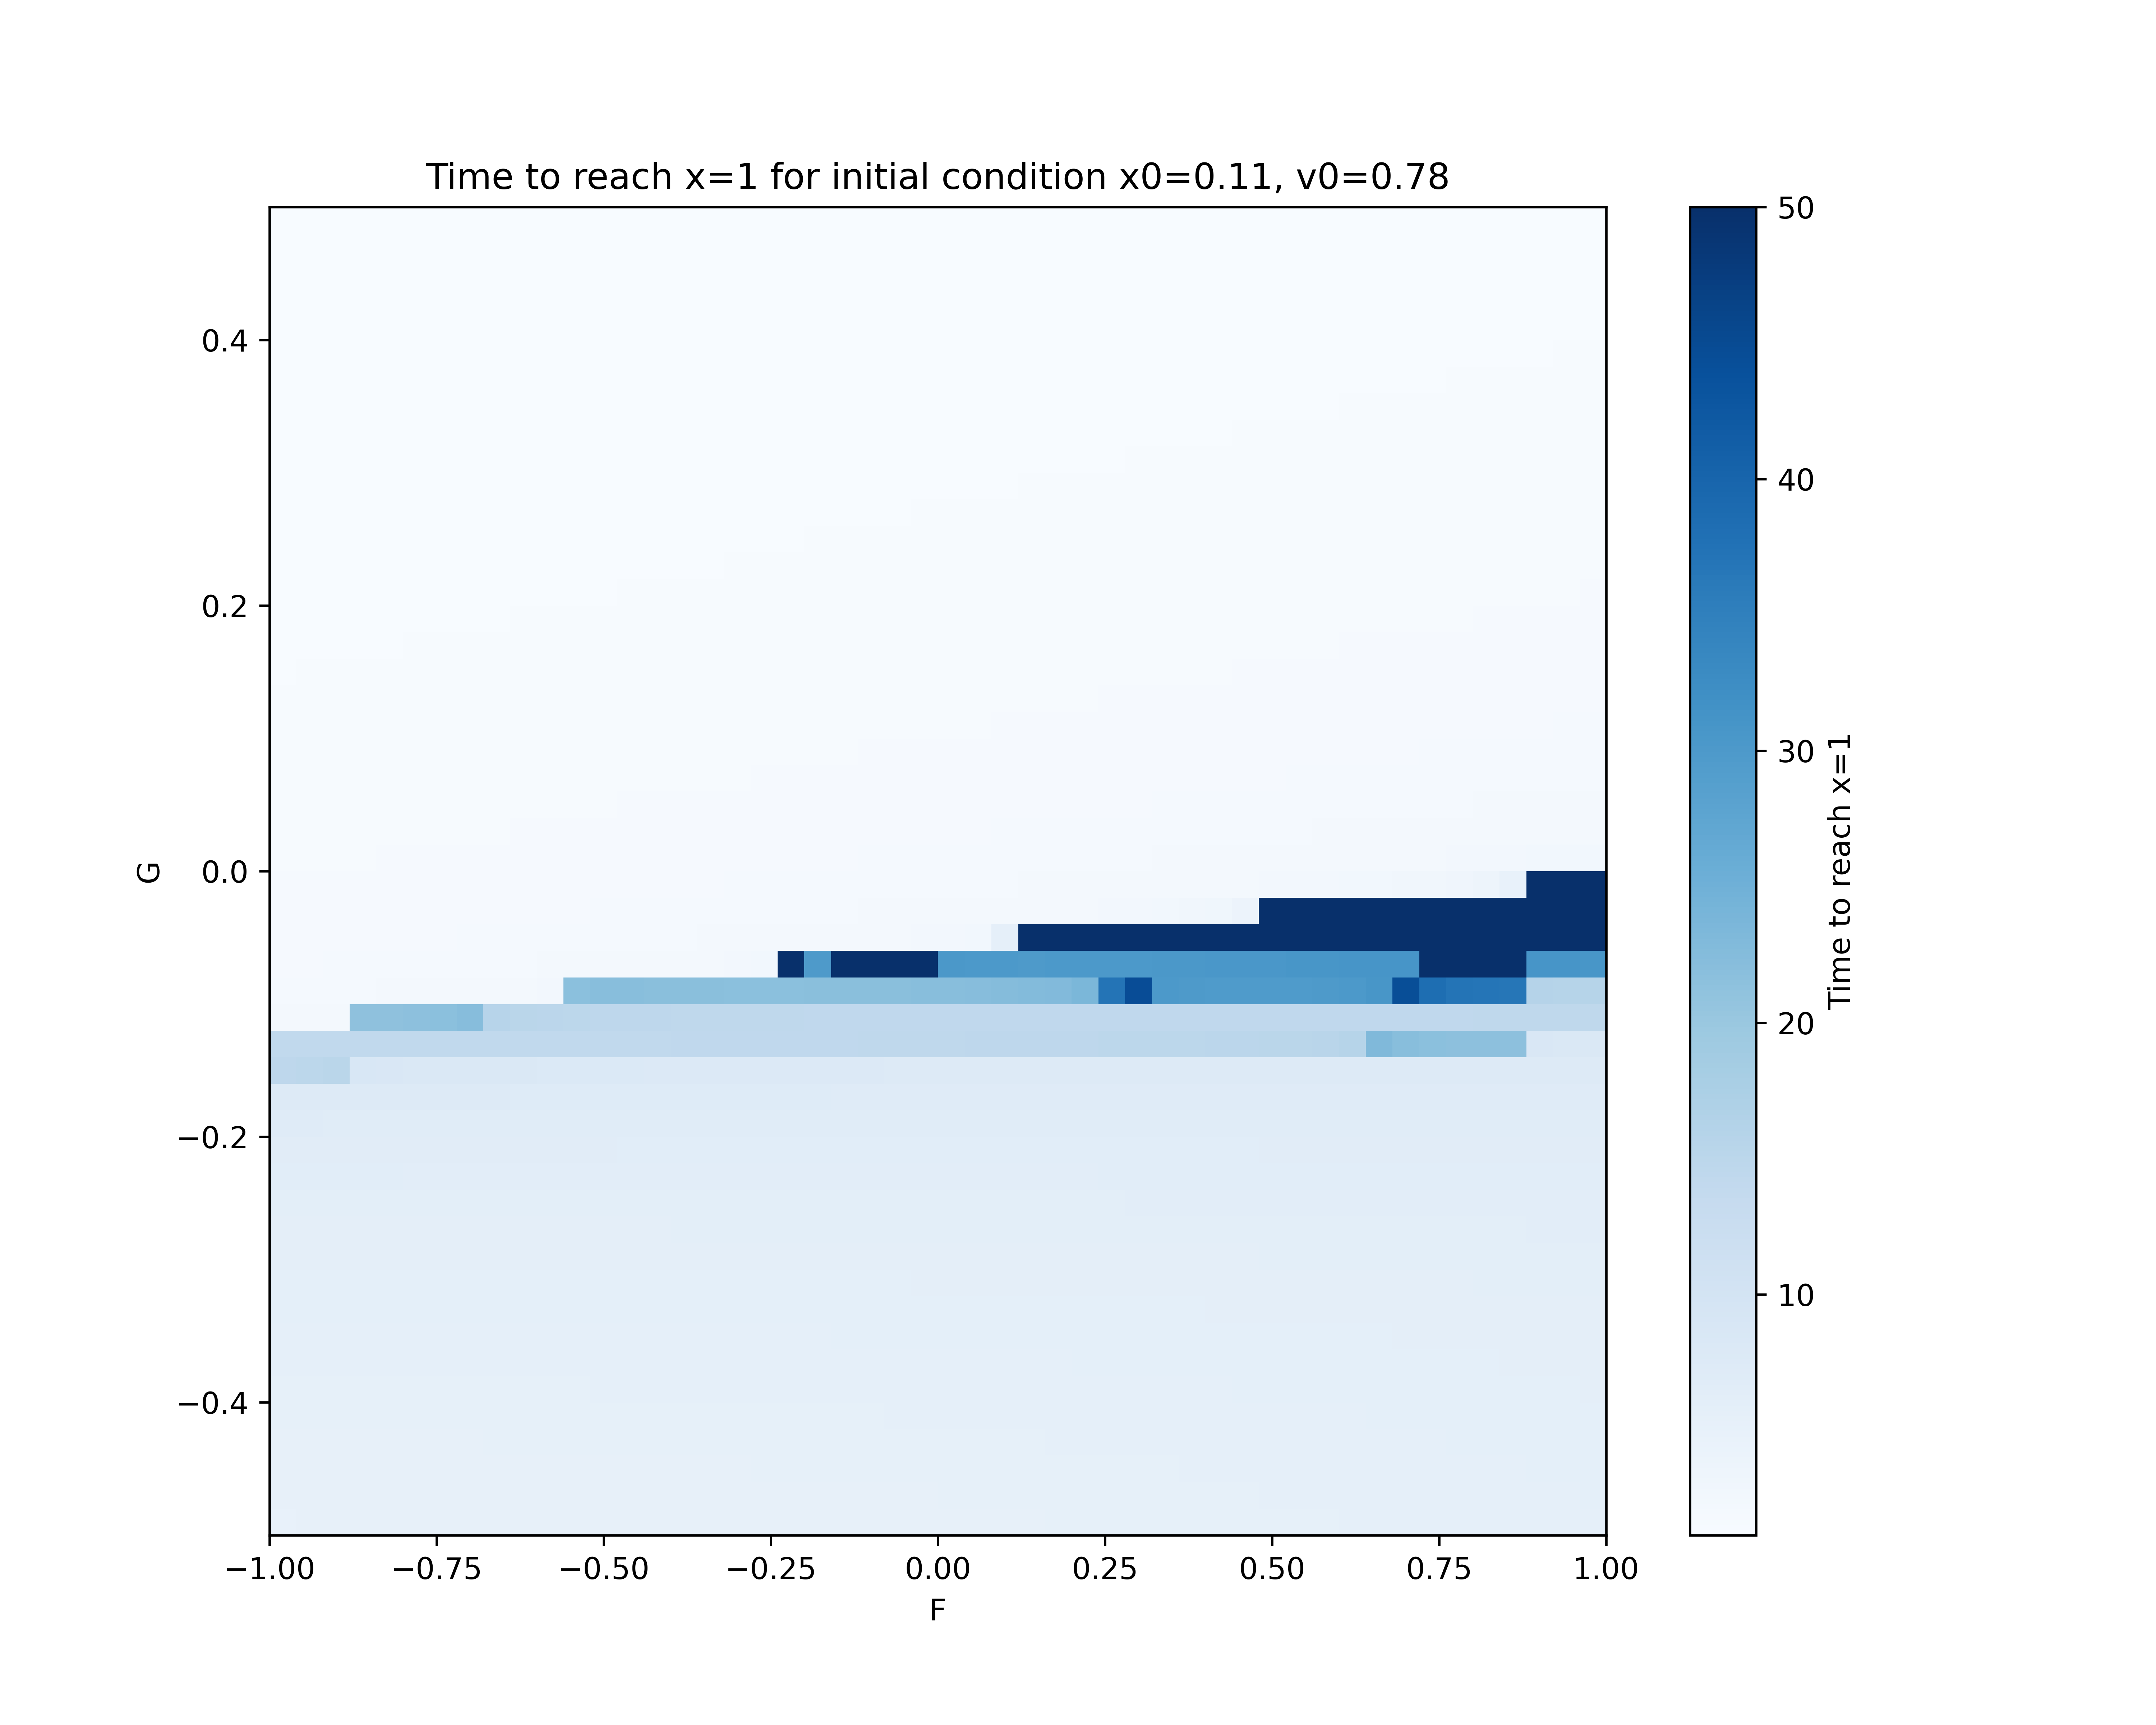 Time to reach x=1 for initial condition x0=0.11, v0=0.78
0.4
0.2
0.0
−0.2
−0.4
G
−1.00 −0.75 −0.50 −0.25 0.00 0.25 0.50 0.75 1.00
F
50
40
30
20
10
Time to reach x=1